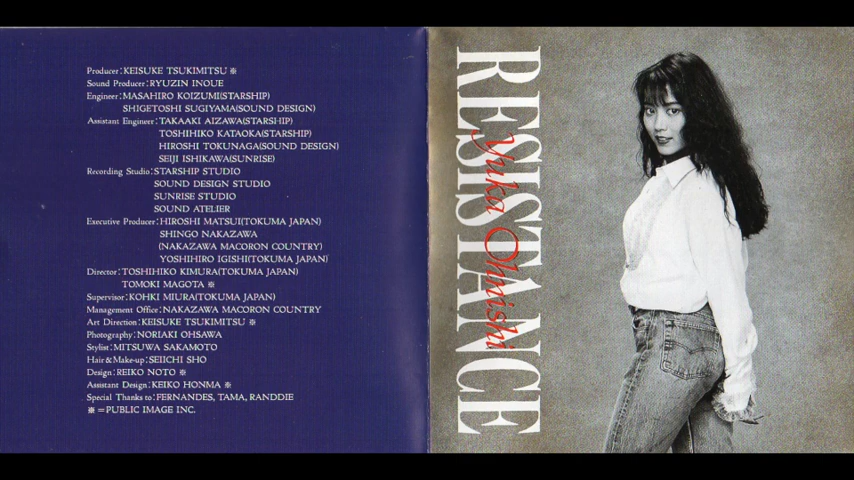 Producer:KEISUKE TSUKIMITSU ※
Sound Producer:RYUZIN INOUE
Engineer:MASAHIRO KOIZUMI(STARSHIP)
SHIGETOSHI SUGIYAMA(SOUND DESIGN)
Assistant Engineer:TAKAAKI AIZAWA(STARSHIP)
TOSHIHIKO KATAOKA(STARSHIP)
HIROSHI TOKUNAGA(SOUND DESIGN)
SEIJI ISHIKAWA(SUNRISE)
Recording Studio:STARSHIP STUDIO
SOUND DESIGN STUDIO
SUNRISE STUDIO
SOUND ATELIER
Executive Producer:HIROSHI MATSUI(TOKUMA JAPAN)
SHINGO NAKAZAWA
(NAKAZAWA MACORON COUNTRY)
YOSHIHIRO IGISHI(TOKUMA JAPAN)
Director:TOSHIHIKO KIMURA(TOKUMA JAPAN)
TOMOKI MAGOTA ※
Supervisor:KOHKI MIURA(TOKUMA JAPAN)
Management Office:NAKAZAWA MACORON COUNTRY
Art Direction:KEISUKE TSUKIMITSU ※
Photography:NORIAKI OHSAWA
Stylist:MITSUWA SAKAMOTO
Hair & Make-up:SEIICHI SHO
Design:REIKO NOTO ※
Assistant Design:KEIKO HONMA ※
Special Thanks to:FERNANDES, TAMA, RANDDIE
※=PUBLIC IMAGE INC.
RESISTANCE
Yuka Ohnishi